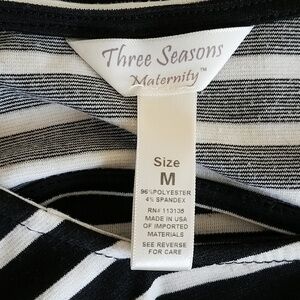 Three Seasons
Maternity™
Size
M
96%POLYESTER
4% SPANDEX
RN# 113135
MADE IN USA
OF IMPORTED
MATERIALS
SEE REVERSE
FOR CARE